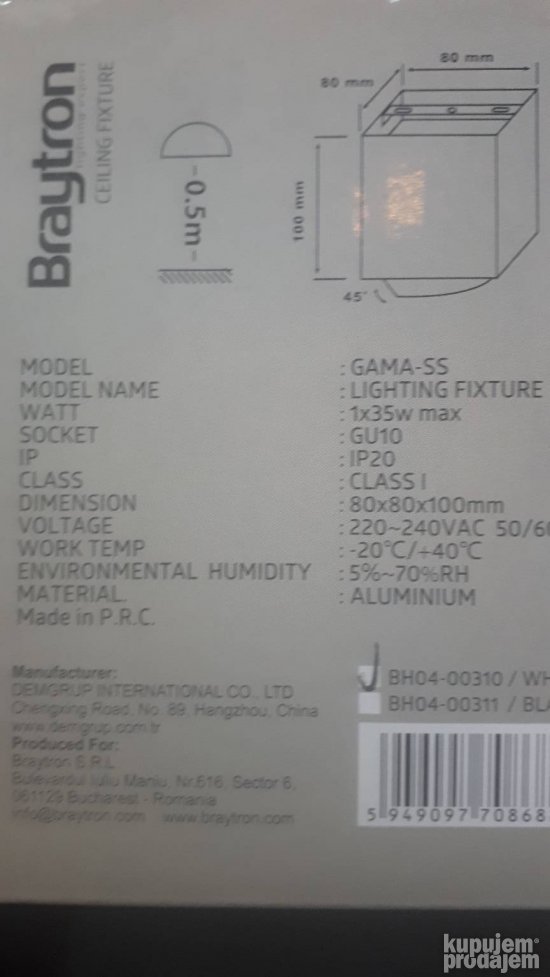 Braytron
lighting expert
CEILING FIXTURE
0.5m
80 mm
80 mm
100 mm
45°
MODEL : GAMA-SS
MODEL NAME : LIGHTING FIXTURE
WATT : 1x35w max
SOCKET : GU10
IP : IP20
CLASS : CLASS I
DIMENSION : 80x80x100mm
VOLTAGE : 220~240VAC 50/60
WORK TEMP : -20°C/+40°C
ENVIRONMENTAL HUMIDITY : 5%~70%RH
MATERIAL. : ALUMINIUM
Made in P.R.C.
Manufacturer:
DEMGRUP INTERNATIONAL CO., LTD
Chengxing Road, No. 89, Hangzhou, China
www.demgrup.com.tr
Produced For:
Braytron S.R.L
Bulevardul Iuliu Maniu, Nr.616, Sector 6,
061129 Bucharest - Romania
info@braytron.com www.braytron.com
BH04-00310 / WH
BH04-00311 / BLA
5 949097 70868
kupujem
prodajem